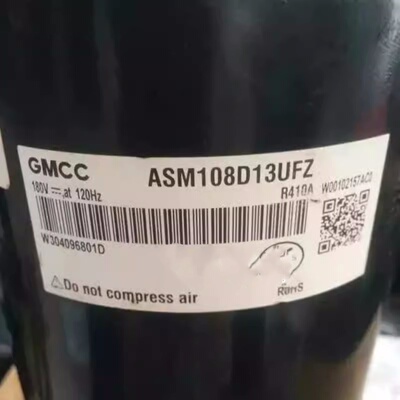 GMCC ASM108D13UFZ
180V ⎓,at 120Hz R410A W00102157AC0
W304096801D
⚠Do not compress air RoHS